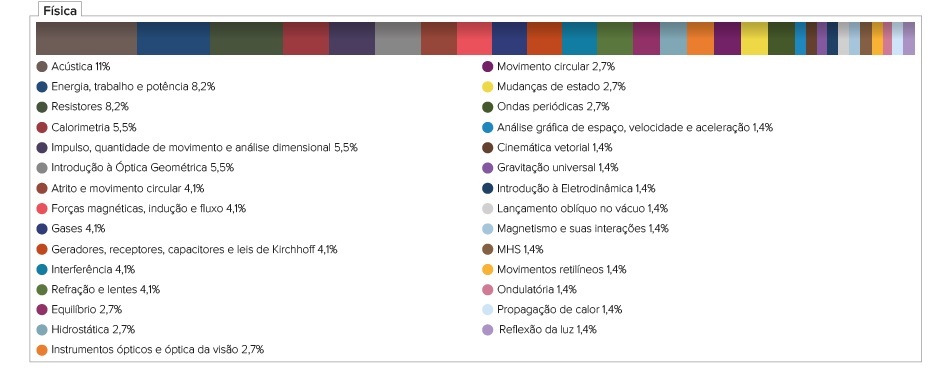 Física
Acústica 11%
Energia, trabalho e potência 8,2%
Resistores 8,2%
Calorimetria 5,5%
Impulso, quantidade de movimento e análise dimensional 5,5%
Introdução à Óptica Geométrica 5,5%
Atrito e movimento circular 4,1%
Forças magnéticas, indução e fluxo 4,1%
Gases 4,1%
Geradores, receptores, capacitores e leis de Kirchhoff 4,1%
Interferência 4,1%
Refração e lentes 4,1%
Equilíbrio 2,7%
Hidrostática 2,7%
Instrumentos ópticos e óptica da visão 2,7%
Movimento circular 2,7%
Mudanças de estado 2,7%
Ondas periódicas 2,7%
Análise gráfica de espaço, velocidade e aceleração 1,4%
Cinemática vetorial 1,4%
Gravitação universal 1,4%
Introdução à Eletrodinâmica 1,4%
Lançamento oblíquo no vácuo 1,4%
Magnetismo e suas interações 1,4%
MHS 1,4%
Movimentos retilíneos 1,4%
Ondulatória 1,4%
Propagação de calor 1,4%
Reflexão da luz 1,4%